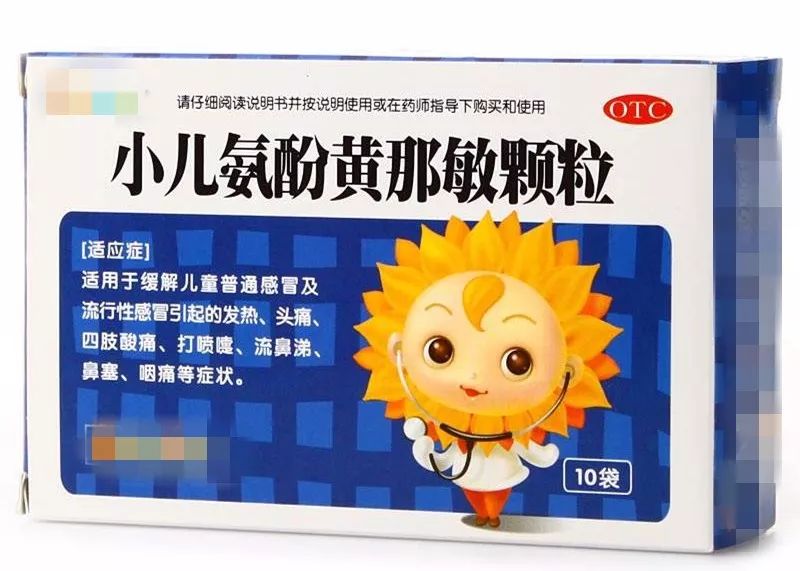 请仔细阅读说明书并按说明使用或在药师指导下购买和使用
OTC
小儿氨酚黄那敏颗粒
[适应症]
适用于缓解儿童普通感冒及
流行性感冒引起的发热、头痛、
四肢酸痛、打喷嚏、流鼻涕、
鼻塞、咽痛等症状。
10袋